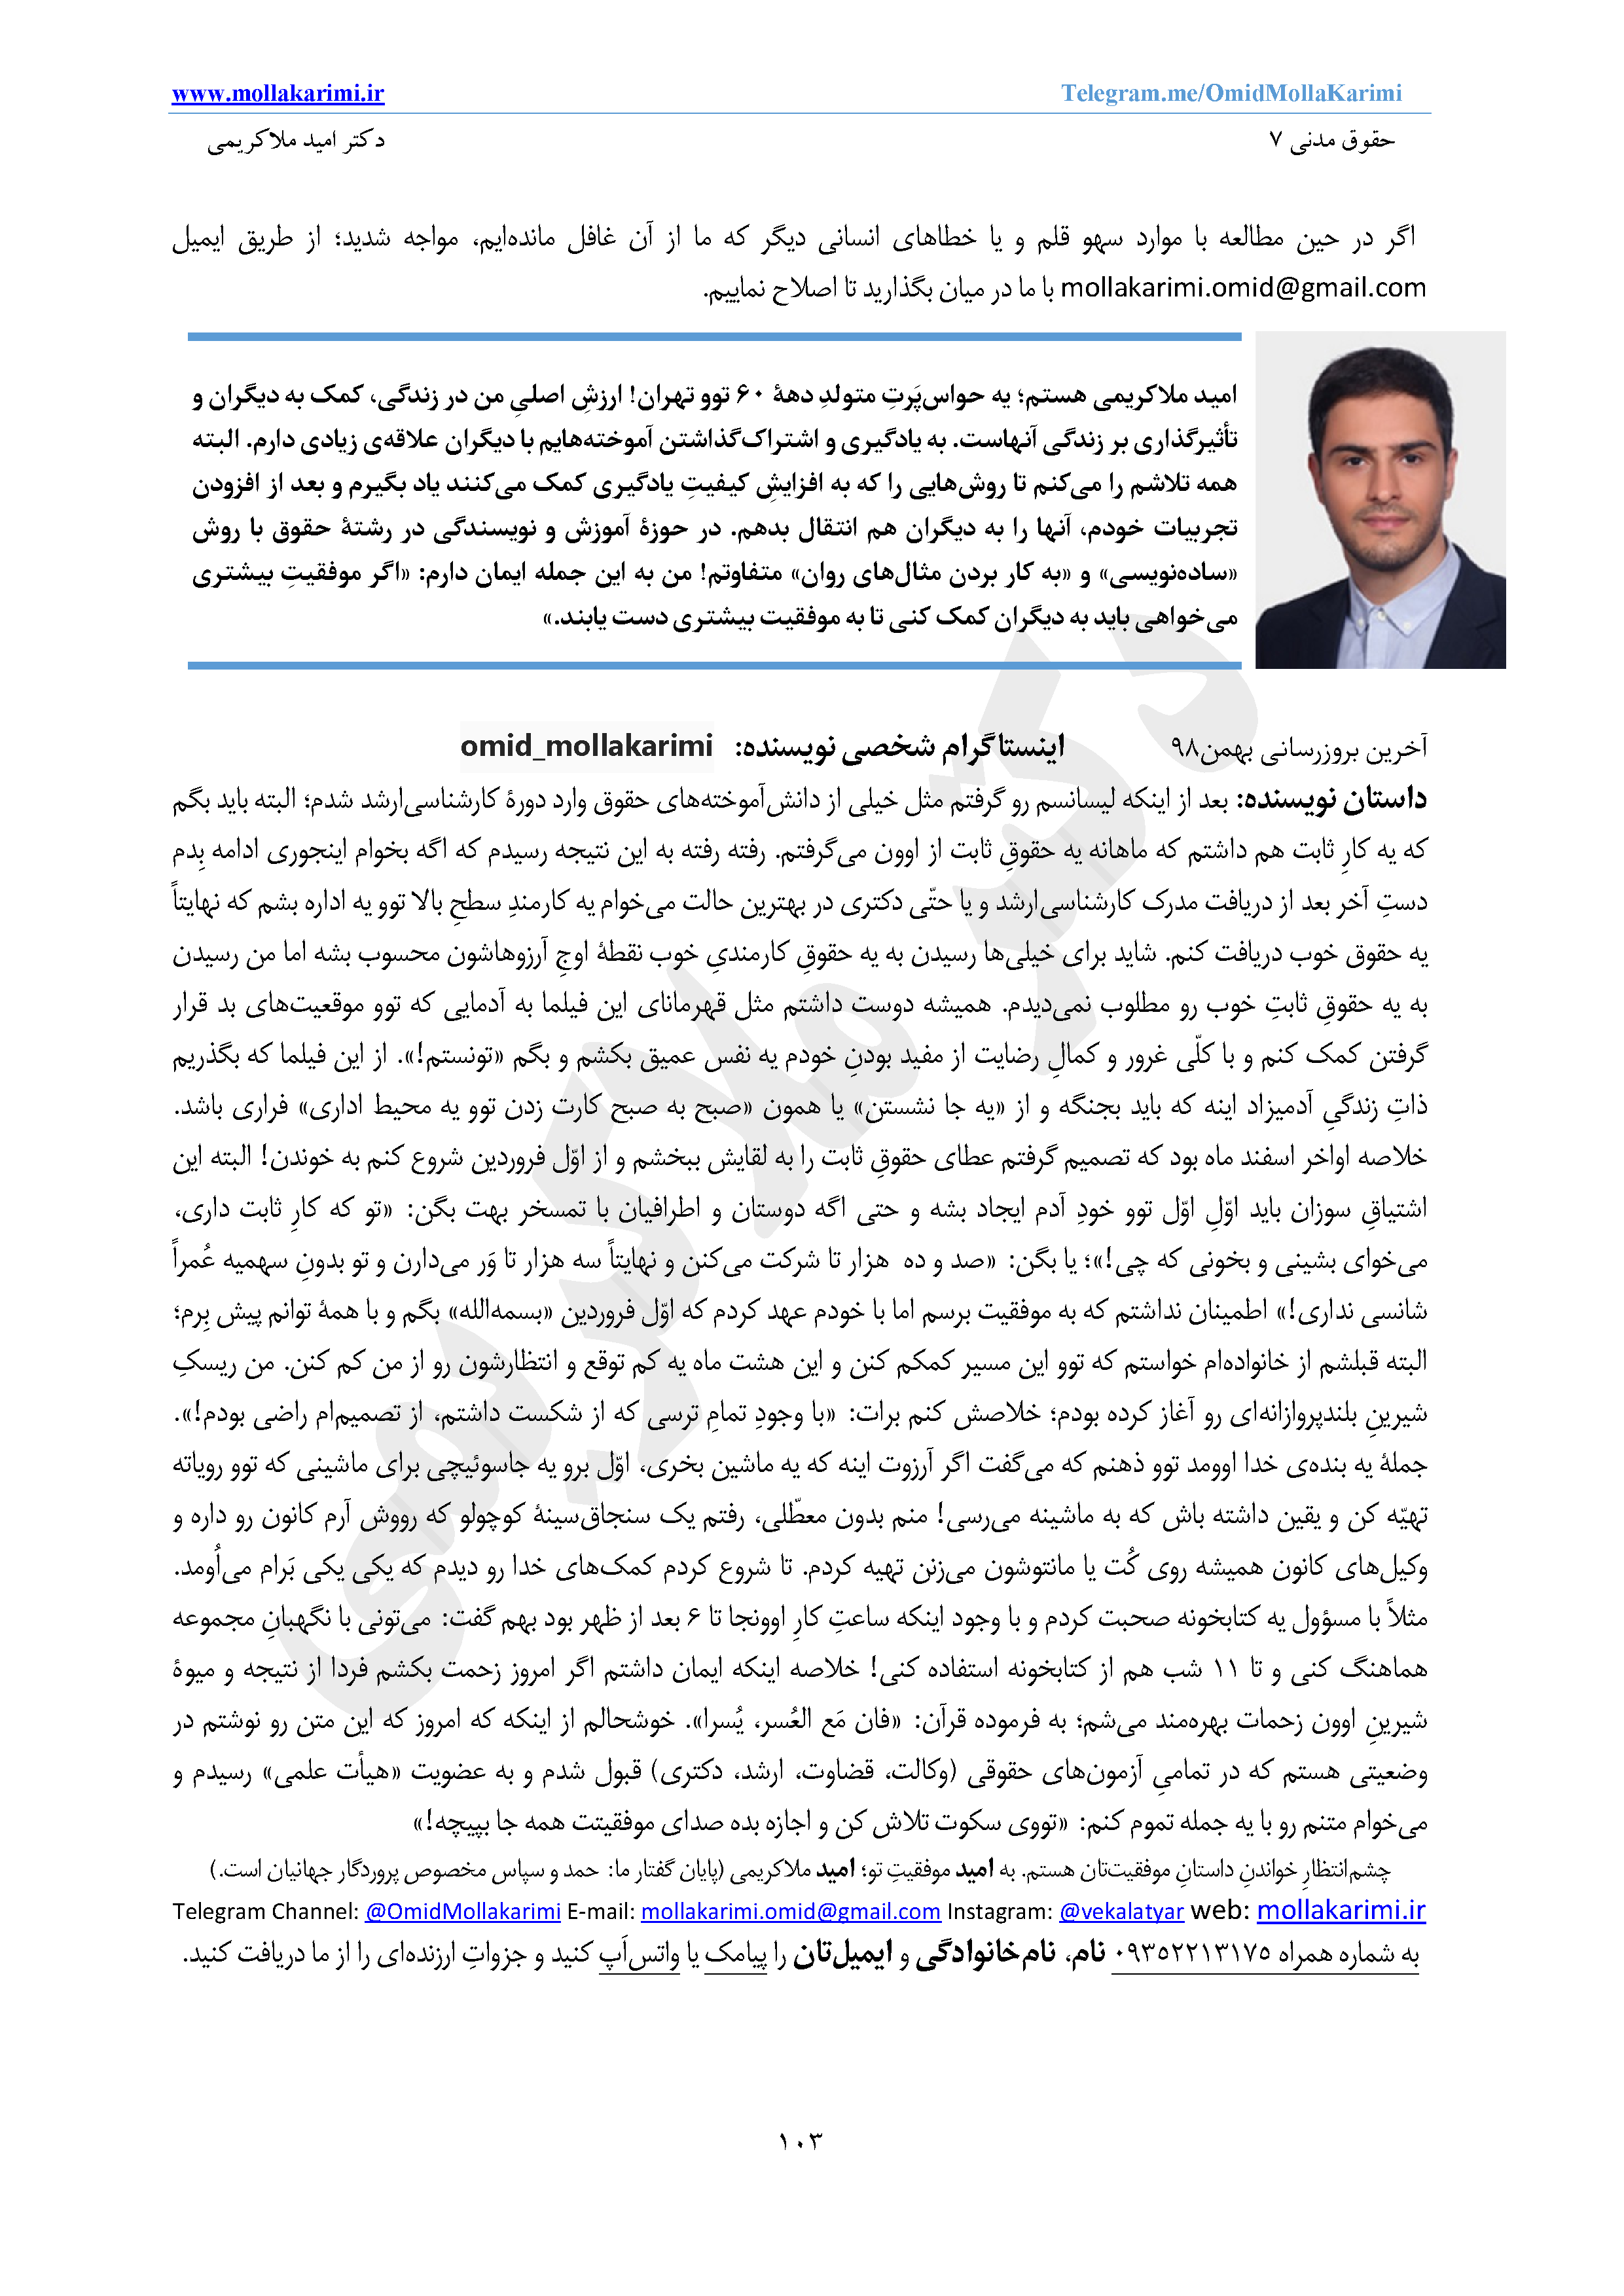 www.mollakarimi.ir Telegram.me/OmidMollaKarimi
حقوق مدنی ۷ دکتر امید ملاکریمی
اگر در حین مطالعه با موارد سهو قلم و یا خطاهای انسانی دیگر که ما از آن غافل مانده‌ایم، مواجه شدید؛ از طریق ایمیل
mollakarimi.omid@gmail.com با ما در میان بگذارید تا اصلاح نماییم.
امید ملاکریمی هستم؛ یه حواس‌پَرتِ متولدِ دههٔ ۶۰ توو تهران! ارزشِ اصلیِ من در زندگی، کمک به دیگران و
تأثیرگذاری بر زندگی آنهاست. به یادگیری و اشتراک‌گذاشتن آموخته‌هایم با دیگران علاقه‌ی زیادی دارم. البته
همه تلاشم را می‌کنم تا روش‌هایی را که به افزایشِ کیفیتِ یادگیری کمک می‌کنند یاد بگیرم و بعد از افزودن
تجربیات خودم، آنها را به دیگران هم انتقال بدهم. در حوزهٔ آموزش و نویسندگی در رشتهٔ حقوق با روش
«ساده‌نویسی» و «به کار بردن مثال‌های روان» متفاوتم! من به این جمله ایمان دارم: «اگر موفقیتِ بیشتری
می‌خواهی باید به دیگران کمک کنی تا به موفقیت بیشتری دست یابند.»
آخرین بروزرسانی بهمن۹۸ اینستاگرام شخصی نویسنده: omid_mollakarimi
داستان نویسنده: بعد از اینکه لیسانسم رو گرفتم مثل خیلی از دانش‌آموخته‌های حقوق وارد دورهٔ کارشناسی‌ارشد شدم؛ البته باید بگم
که یه کارِ ثابت هم داشتم که ماهانه یه حقوقِ ثابت از اوون می‌گرفتم. رفته رفته به این نتیجه رسیدم که اگه بخوام اینجوری ادامه بِدم
دستِ آخر بعد از دریافت مدرک کارشناسی‌ارشد و یا حتّی دکتری در بهترین حالت می‌خوام یه کارمندِ سطحِ بالا توو یه اداره بشم که نهایتاً
یه حقوق خوب دریافت کنم. شاید برای خیلی‌ها رسیدن به یه حقوقِ کارمندیِ خوب نقطهٔ اوجِ آرزوهاشون محسوب بشه اما من رسیدن
به یه حقوقِ ثابتِ خوب رو مطلوب نمی‌دیدم. همیشه دوست داشتم مثل قهرمانای این فیلما به آدمایی که توو موقعیت‌های بد قرار
گرفتن کمک کنم و با کلّی غرور و کمالِ رضایت از مفید بودنِ خودم یه نفس عمیق بکشم و بگم «تونستم!». از این فیلما که بگذریم
ذاتِ زندگیِ آدمیزاد اینه که باید بجنگه و از «یه جا نشستن» یا همون «صبح به صبح کارت زدن توو یه محیط اداری» فراری باشد.
خلاصه اواخر اسفند ماه بود که تصمیم گرفتم عطای حقوقِ ثابت را به لقایش ببخشم و از اوّل فروردین شروع کنم به خوندن! البته این
اشتیاقِ سوزان باید اوّلِ اوّل توو خودِ آدم ایجاد بشه و حتی اگه دوستان و اطرافیان با تمسخر بهت بگن: «تو که کارِ ثابت داری،
می‌خوای بشینی و بخونی که چی!»؛ یا بگن: «صد و ده هزار تا شرکت می‌کنن و نهایتاً سه هزار تا وَر می‌دارن و تو بدونِ سهمیه عُمراً
شانسی نداری!» اطمینان نداشتم که به موفقیت برسم اما با خودم عهد کردم که اوّل فروردین «بسمه‌الله» بگم و با همهٔ توانم پیش بِرم؛
البته قبلشم از خانواده‌ام خواستم که توو این مسیر کمکم کنن و این هشت ماه یه کم توقع و انتظارشون رو از من کم کنن. من ریسکِ
شیرینِ بلندپروازانه‌ای رو آغاز کرده بودم؛ خلاصش کنم برات: «با وجودِ تمامِ ترسی که از شکست داشتم، از تصمیم‌ام راضی بودم!».
جملهٔ یه بنده‌ی خدا اوومد توو ذهنم که می‌گفت اگر آرزوت اینه که یه ماشین بخری، اوّل برو یه جاسوئیچی برای ماشینی که توو رویاته
تهیّه کن و یقین داشته باش که به ماشینه می‌رسی! منم بدون معطّلی، رفتم یک سنجاق‌سینهٔ کوچولو که رووش آرم کانون رو داره و
وکیل‌های کانون همیشه روی کُت یا مانتوشون می‌زنن تهیه کردم. تا شروع کردم کمک‌های خدا رو دیدم که یکی یکی بَرام می‌اُومد.
مثلاً با مسؤول یه کتابخونه صحبت کردم و با وجود اینکه ساعتِ کارِ اوونجا تا ۶ بعد از ظهر بود بهم گفت: می‌تونی با نگهبانِ مجموعه
هماهنگ کنی و تا ۱۱ شب هم از کتابخونه استفاده کنی! خلاصه اینکه ایمان داشتم اگر امروز زحمت بکشم فردا از نتیجه و میوهٔ
شیرینِ اوون زحمات بهره‌مند می‌شم؛ به فرموده قرآن: «فان مَع العُسر، یُسرا». خوشحالم از اینکه که امروز که این متن رو نوشتم در
وضعیتی هستم که در تمامیِ آزمون‌های حقوقی (وکالت، قضاوت، ارشد، دکتری) قبول شدم و به عضویت «هیأت علمی» رسیدم و
می‌خوام متنم رو با یه جمله تموم کنم: «تووی سکوت تلاش کن و اجازه بده صدای موفقیتت همه جا بپیچه!»
چشم‌انتظارِ خواندنِ داستانِ موفقیت‌تان هستم. به امید موفقیتِ تو؛ امید ملاکریمی (پایان گفتار ما: حمد و سپاس مخصوص پروردگار جهانیان است.)
Telegram Channel: @OmidMollakarimi E-mail: mollakarimi.omid@gmail.com Instagram: @vekalatyar web: mollakarimi.ir
به شماره همراه ۰۹۳۵۲۲۱۳۱۷۵ نام، نام‌خانوادگی و ایمیل‌تان را پیامک یا واتس‌اَپ کنید و جزواتِ ارزنده‌ای را از ما دریافت کنید.
۱۰۳
دکتر ملاکریمی